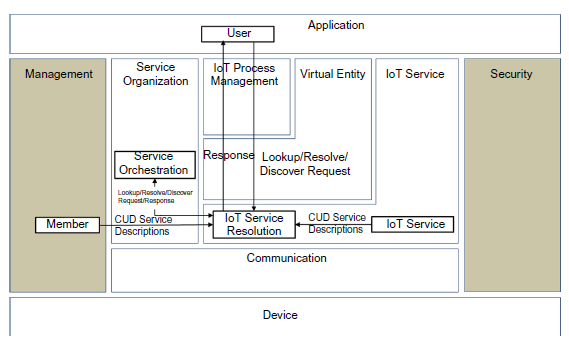 Application
User
Management
Service
Organization
IoT Process
Management
Virtual Entity
IoT Service
Security
Service
Orchestration
Response
Lookup/Resolve/
Discover Request
Lookup/Resolve/Discover
Request/Response
Member
CUD Service
Descriptions
IoT Service
Resolution
CUD Service
Descriptions
IoT Service
Communication
Device